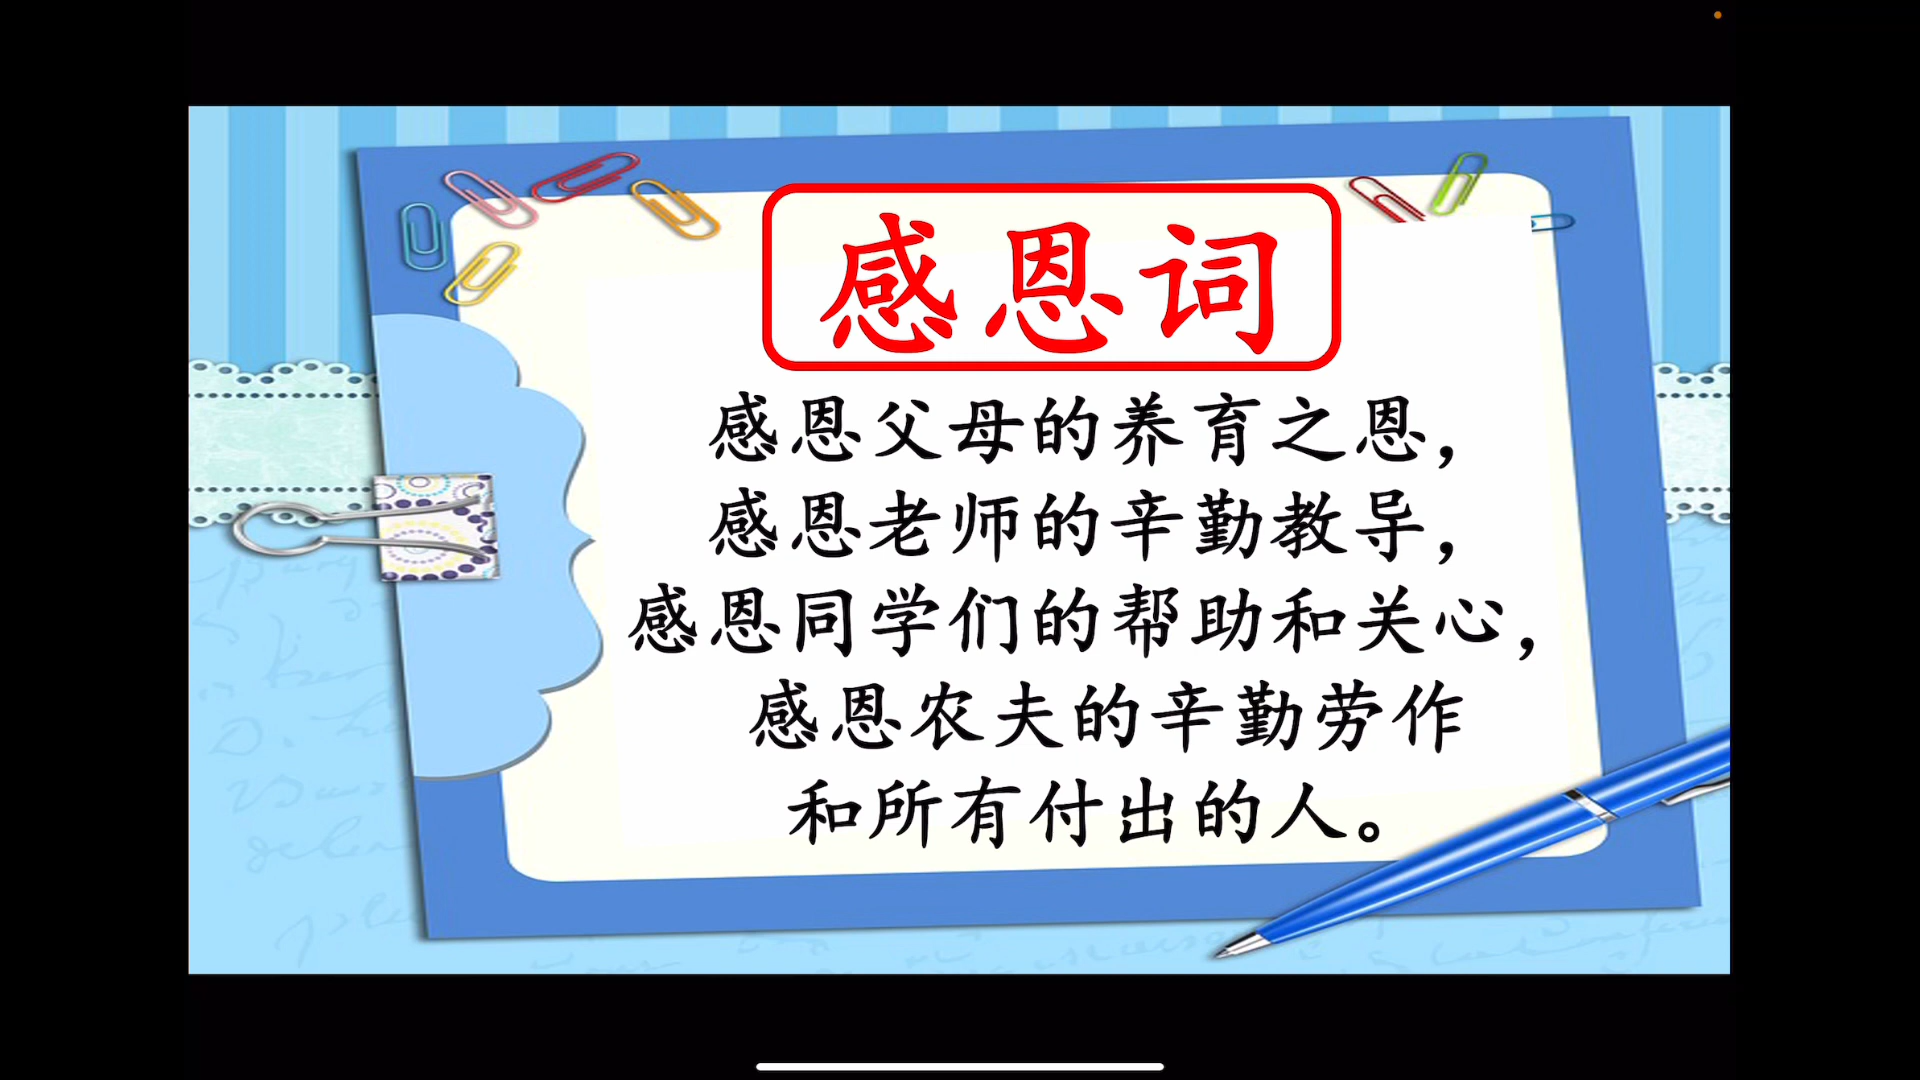 感恩词
感恩父母的养育之恩，
感恩老师的辛勤教导，
感恩同学们的帮助和关心，
感恩农夫的辛勤劳作
和所有付出的人。